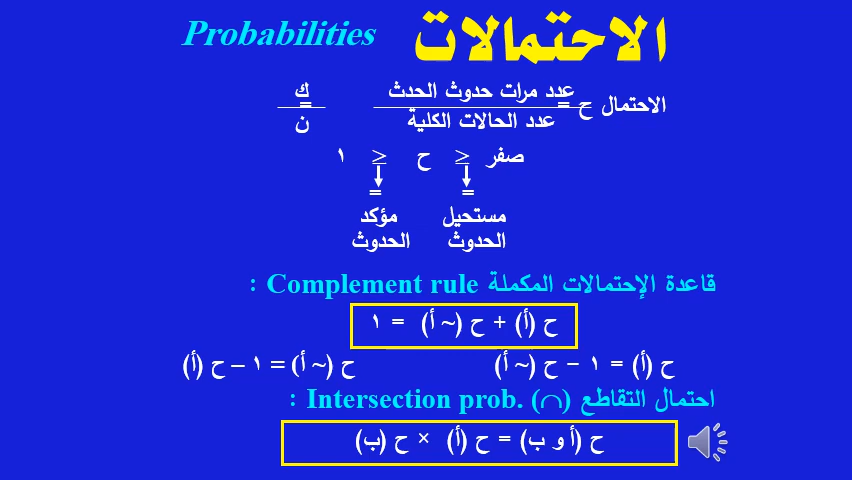 الاحتمالات Probabilities
عدد مرات حدوث الحدث ك
الاحتمال ح = =
عدد الحالات الكلية ن
صفر ≥ ح ≥ ١
= =
مستحيل مؤكد
الحدوث الحدوث
قاعدة الإحتمالات المكملة Complement rule :
ح (أ) + ح (~ أ) = ١
ح (أ) = ١ – ح (~ أ) ح (~ أ) = ١ – ح (أ)
احتمال التقاطع (∩) Intersection prob. :
ح (أ و ب) = ح (أ) × ح (ب)